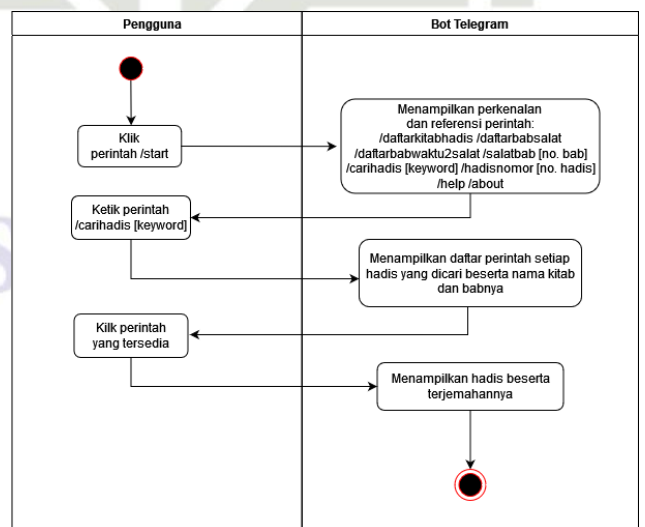 Pengguna
Bot Telegram
Klik
perintah /start
Menampilkan perkenalan
dan referensi perintah:
/daftarkitabhadis /daftarbabsalat
/daftarbabwaktu2salat /salatbab [no. bab]
/carihadis [keyword] /hadisnomor [no. hadis]
/help /about
Ketik perintah
/carihadis [keyword]
Menampilkan daftar perintah setiap
hadis yang dicari beserta nama kitab
dan babnya
Kilk perintah
yang tersedia
Menampilkan hadis beserta
terjemahannya